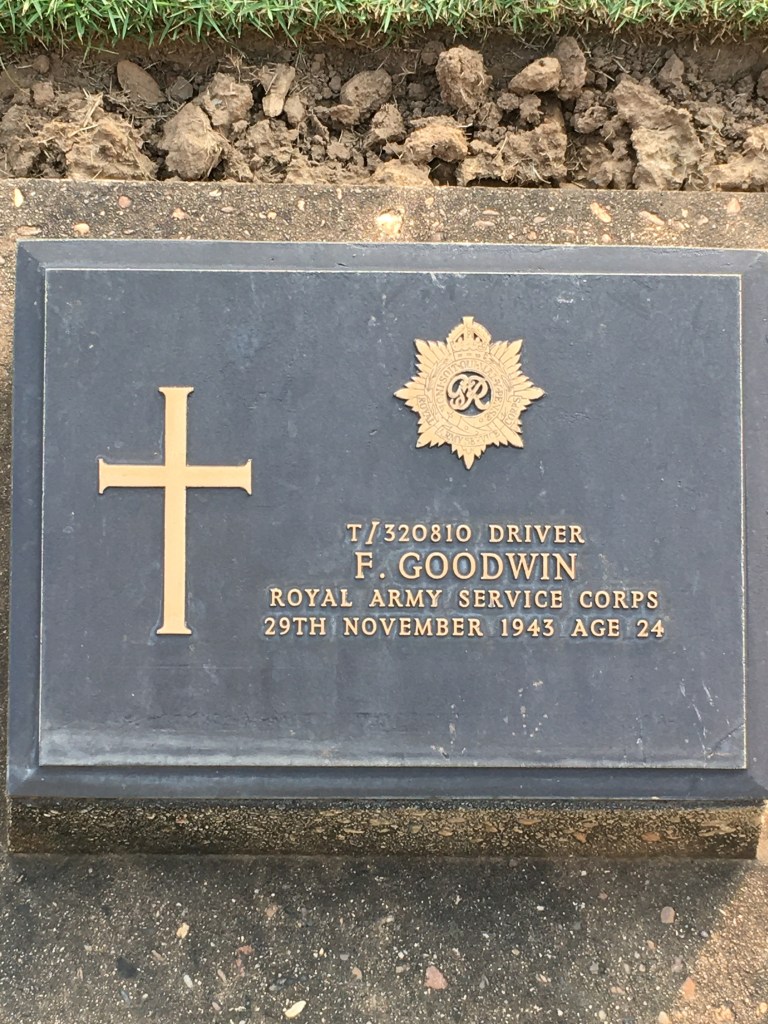 T/320810 DRIVER
F. GOODWIN
ROYAL ARMY SERVICE CORPS
29TH NOVEMBER 1943 AGE 24